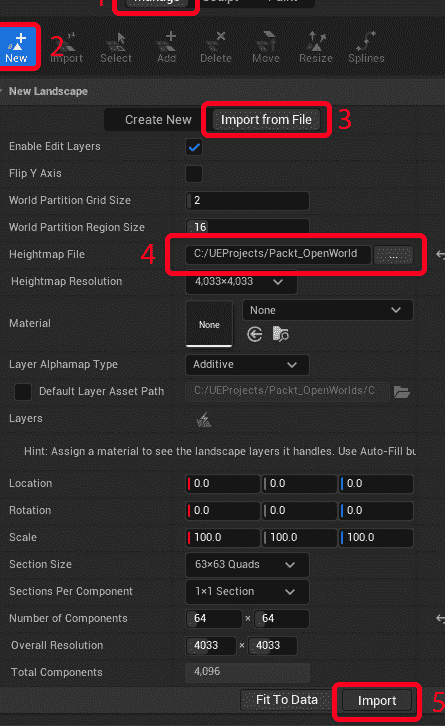 1 Manage Sculpt Paint
2
New Import Select Add Delete Move Resize Splines
New Landscape
Create New Import from File 3
Enable Edit Layers
Flip Y Axis
World Partition Grid Size 2
World Partition Region Size 16
4
Heightmap File C:/UEProjects/Packt_OpenWorld ...
Heightmap Resolution 4,033×4,033
Material None None
Layer Alphamap Type Additive
Default Layer Asset Path C:/UEProjects/Packt_OpenWorlds/C
Layers
Hint: Assign a material to see the landscape layers it handles. Use Auto-Fill bu
Location 0.0 0.0 0.0
Rotation 0.0 0.0 0.0
Scale 100.0 100.0 100.0
Section Size 63×63 Quads
Sections Per Component 1×1 Section
Number of Components 64 × 64
Overall Resolution 4033 × 4033
Total Components 4,096
Fit To Data Import 5